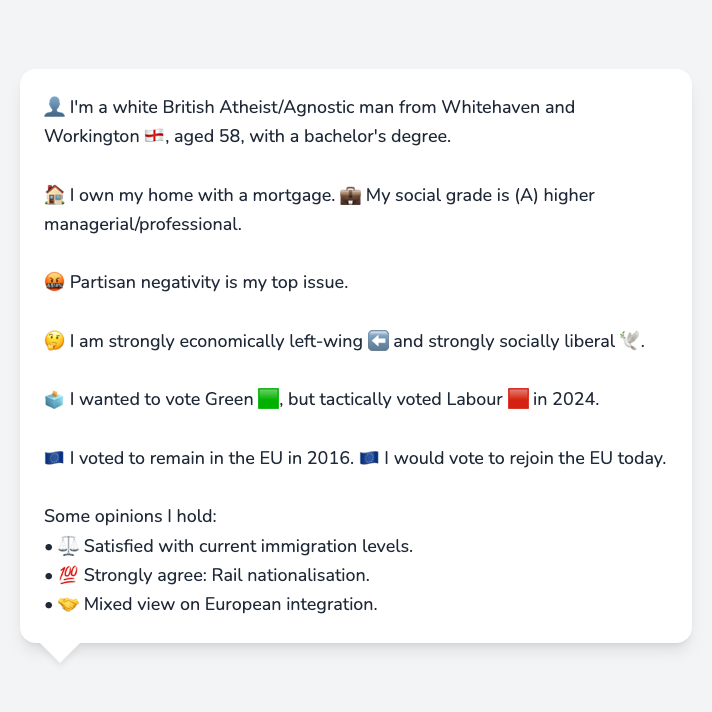 👤 I'm a white British Atheist/Agnostic man from Whitehaven and
Workington 🏴󠁧󠁢󠁥󠁮󠁧󠁿, aged 58, with a bachelor's degree.
🏠 I own my home with a mortgage. 💼 My social grade is (A) higher
managerial/professional.
🤬 Partisan negativity is my top issue.
🤔 I am strongly economically left-wing ⬅️ and strongly socially liberal 🕊️.
🗳️ I wanted to vote Green 🟩, but tactically voted Labour 🟥 in 2024.
🇪🇺 I voted to remain in the EU in 2016. 🇪🇺 I would vote to rejoin the EU today.
Some opinions I hold:
• ⚖️ Satisfied with current immigration levels.
• 💯 Strongly agree: Rail nationalisation.
• 🤝 Mixed view on European integration.